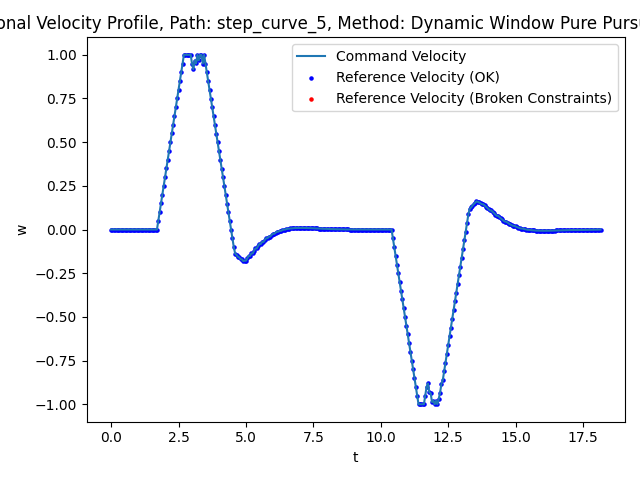 onal Velocity Profile, Path: step_curve_5, Method: Dynamic Window Pure Pursu
Command Velocity
Reference Velocity (OK)
Reference Velocity (Broken Constraints)
w
1.00
0.75
0.50
0.25
0.00
−0.25
−0.50
−0.75
−1.00
0.0 2.5 5.0 7.5 10.0 12.5 15.0 17.5
t